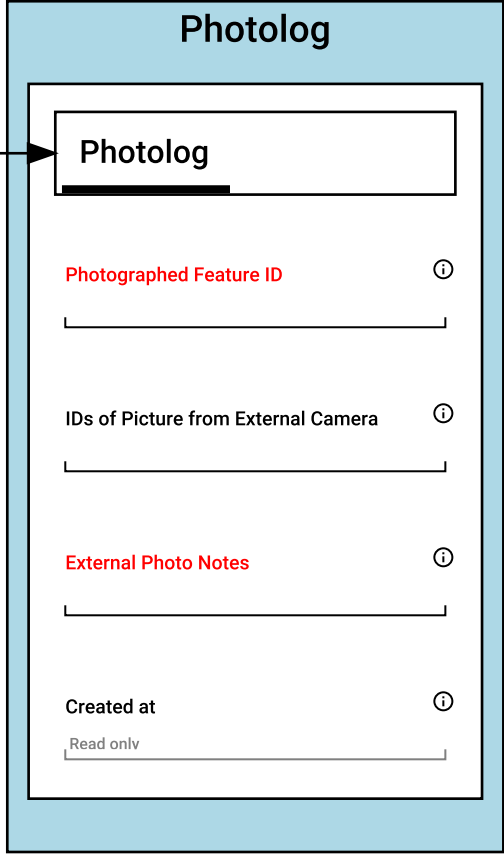 Photolog
Photolog
Photographed Feature ID
IDs of Picture from External Camera
External Photo Notes
Created at
Read only